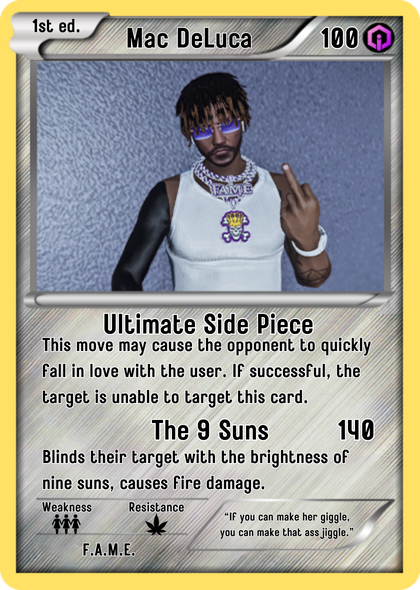 1st ed.
Mac DeLuca 100
FAME
Ultimate Side Piece
This move may cause the opponent to quickly
fall in love with the user. If successful, the
target is unable to target this card.
The 9 Suns 140
Blinds their target with the brightness of
nine suns, causes fire damage.
Weakness Resistance
F.A.M.E.
"If you can make her giggle,
you can make that ass jiggle."